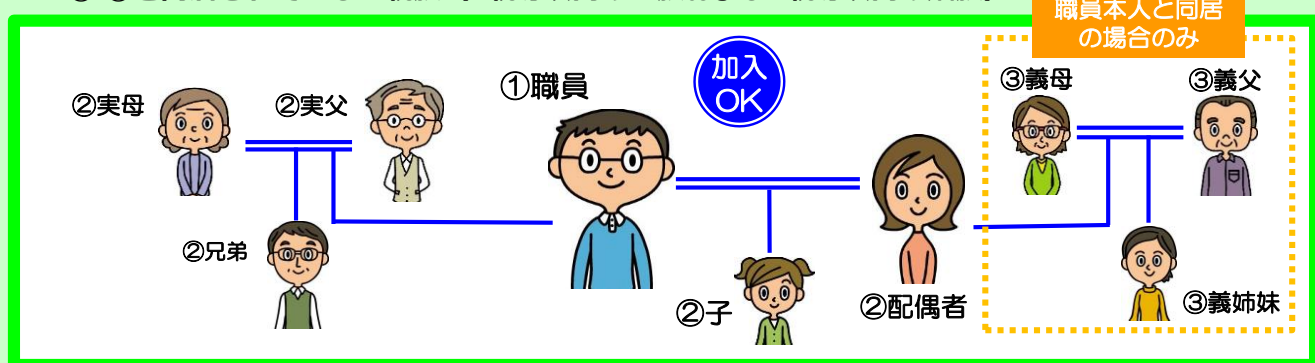 職員本人と同居
の場合のみ
加入
OK
①職員
②実母
②実父
③義母
③義父
②兄弟
②子
②配偶者
③義姉妹